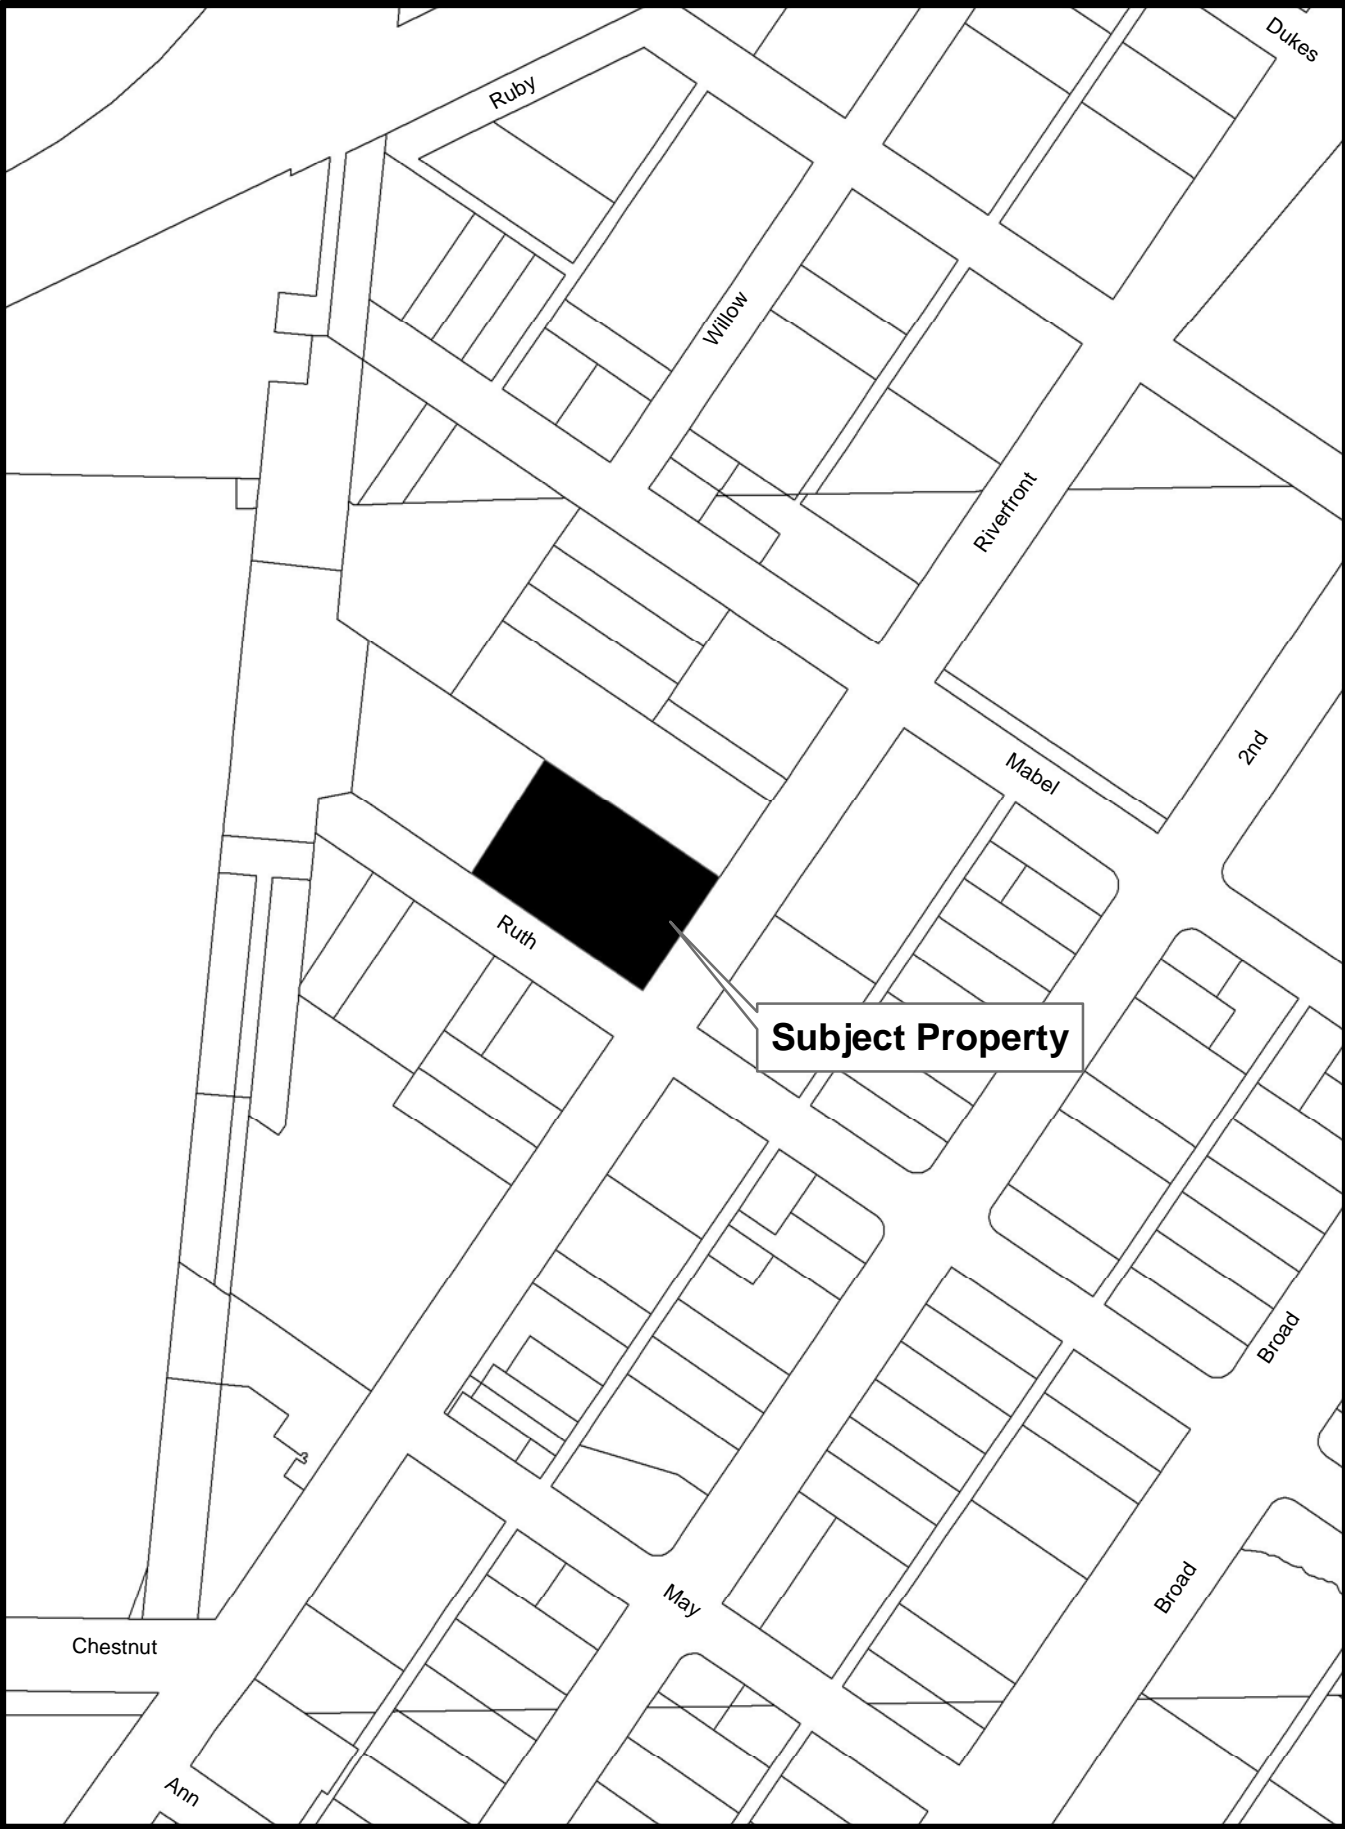 Dukes
Ruby
Willow
Riverfront
2nd
Mabel
Ruth
Subject Property
Broad
Broad
May
Chestnut
Ann